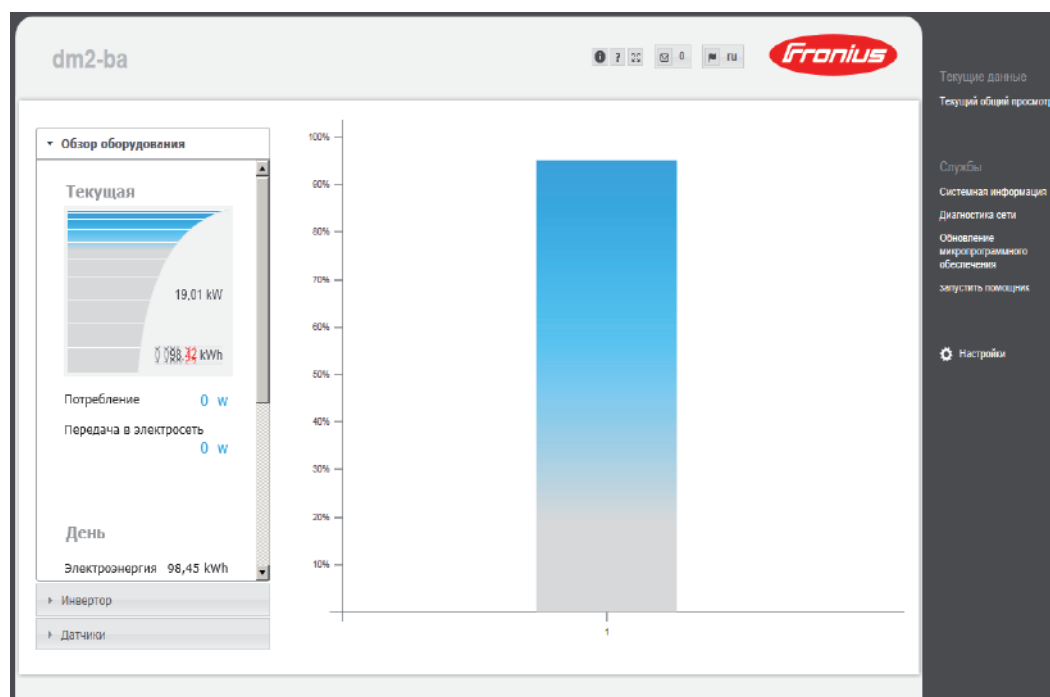 dm2-ba
i ? 0 ru
Fronius
Обзор оборудования
Текущая
19,01 kW
kWh
Потребление 0 w
Передача в электросеть
0 w
День
Электроэнергия 98,45 kWh
Инвертор
Датчики
100%
90%
80%
70%
60%
50%
40%
30%
20%
10%
1
Текущие данные
Текущий общий просмотр
Службы
Системная информация
Диагностика сети
Обновление
микропрограммного
обеспечения
запустить помощник
Настройки